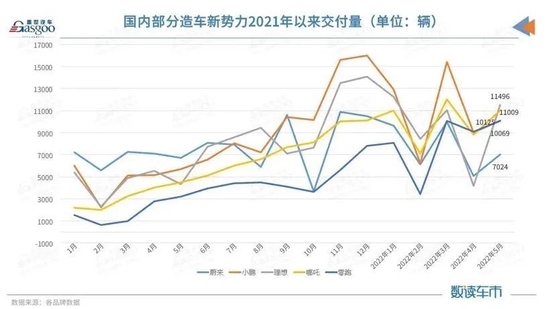 盖世汽车
Gasgoo
国内部分造车新势力2021年以来交付量（单位：辆）
17000
15000
13000
11000
9000
7000
5000
3000
1000
-1000
11496
11009
10125
10069
7024
1月
2月
3月
4月
5月
6月
7月
8月
9月
10月
11月
12月
2022年1月
2022年2月
2022年3月
2022年4月
2022年5月
蔚来 小鹏 理想 哪吒 零跑
数据来源：各品牌数据
数读车市